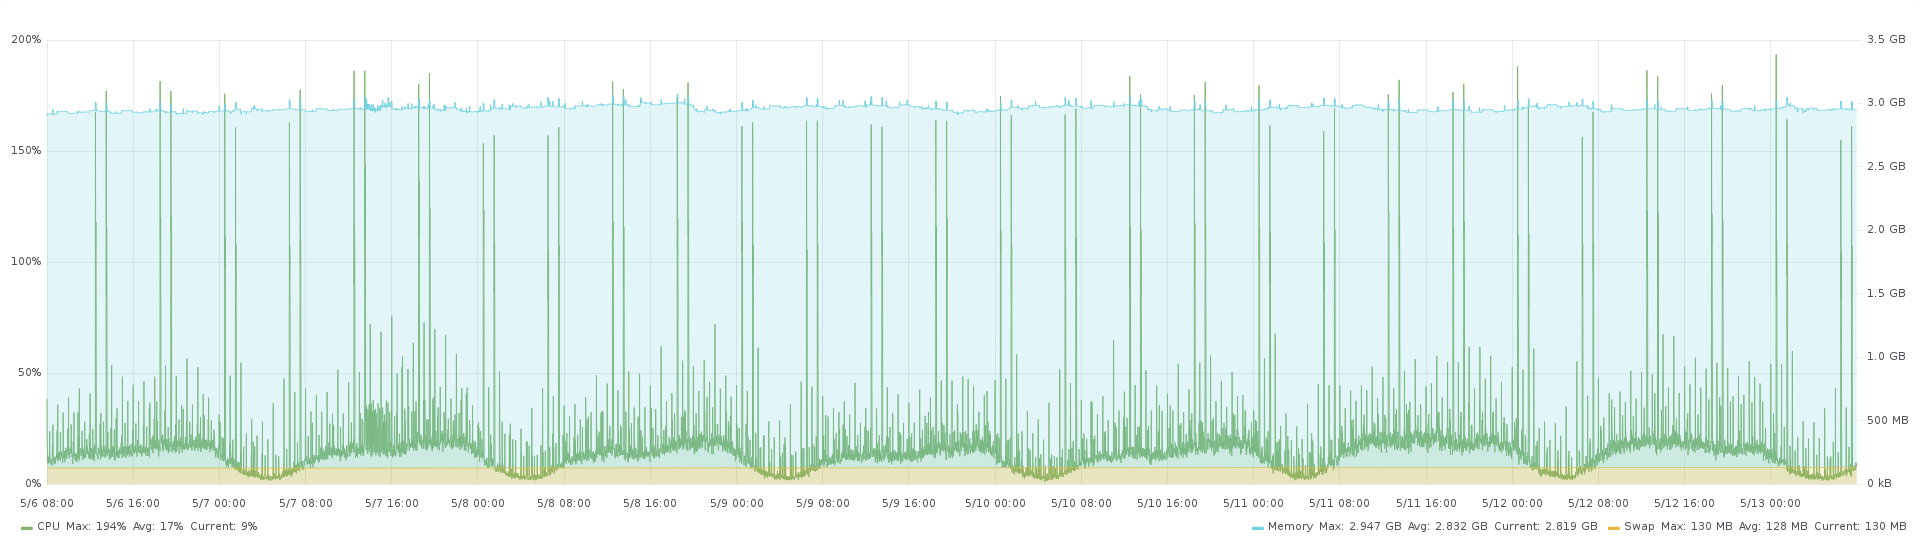 200% 3.5 GB
3.0 GB
150% 2.5 GB
2.0 GB
100% 1.5 GB
50% 1.0 GB
500 MB
0% 0 kB
5/6 08:00 5/6 16:00 5/7 00:00 5/7 08:00 5/7 16:00 5/8 00:00 5/8 08:00 5/8 16:00 5/9 00:00 5/9 08:00 5/9 16:00 5/10 00:00 5/10 08:00 5/10 16:00 5/11 00:00 5/11 08:00 5/11 16:00 5/12 00:00 5/12 08:00 5/12 16:00 5/13 00:00
CPU Max: 194% Avg: 17% Current: 9% Memory Max: 2.947 GB Avg: 2.832 GB Current: 2.819 GB Swap Max: 130 MB Avg: 128 MB Current: 130 MB